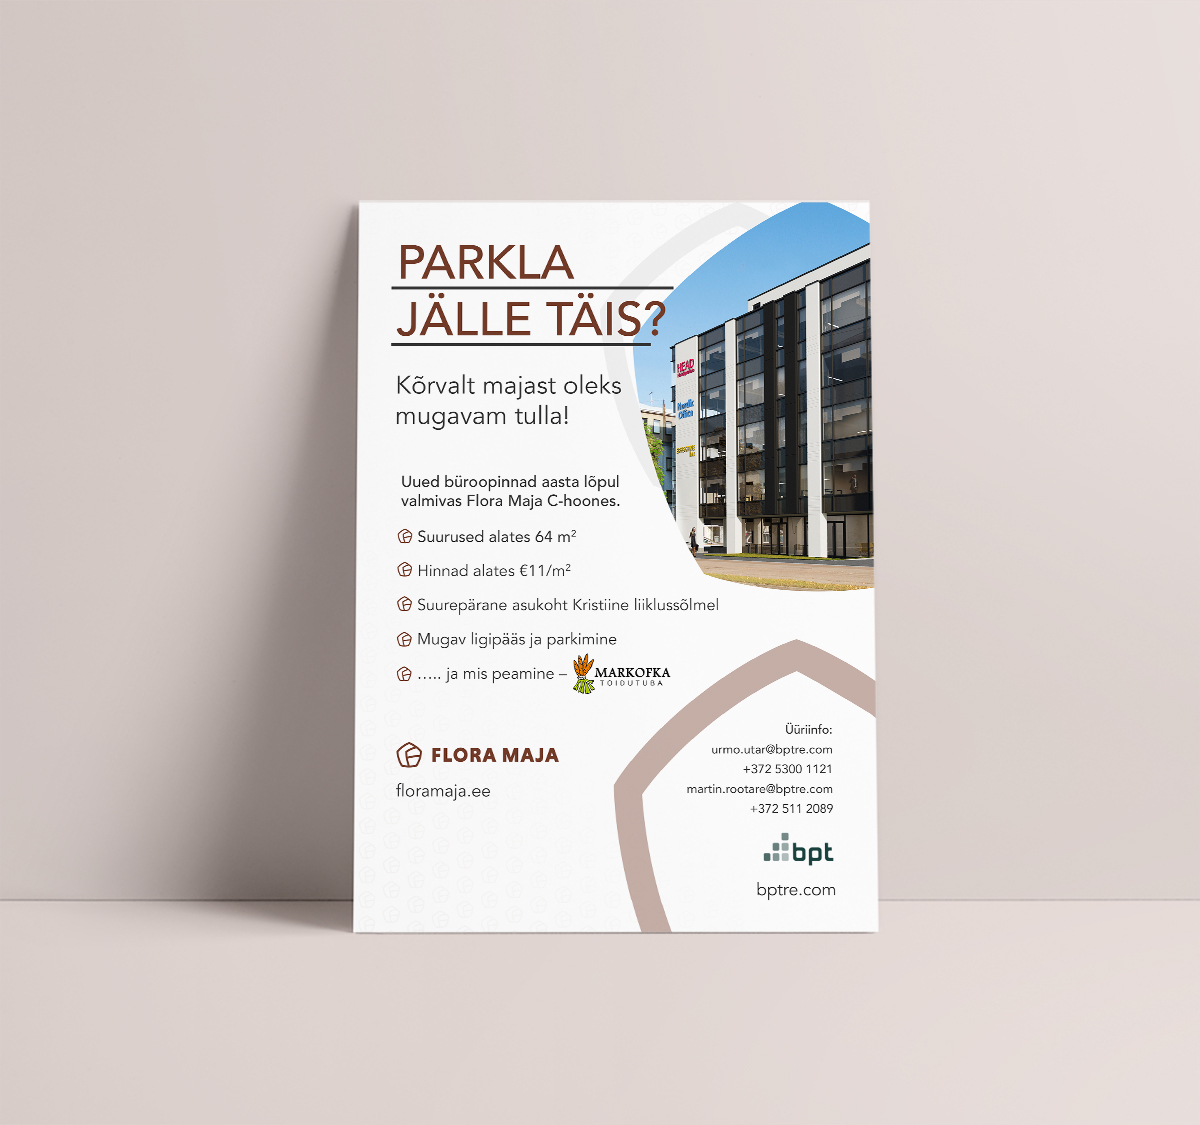 PARKLA
JÄLLE TÄIS?
Kõrvalt majast oleks
mugavam tulla!
Uued büroopinnad aasta lõpul
valmivas Flora Maja C-hoones.
Suurused alates 64 m²
Hinnad alates €11/m²
Suurepärane asukoht Kristiine liiklussõlmel
Mugav ligipääs ja parkimine
..... ja mis peamine – MARKOFKA
TOIDUTUBA
FLORA MAJA
floramaja.ee
HEAD
Nordic
Office
Üüriinfo:
urmo.utar@bptre.com
+372 5300 1121
martin.rootare@bptre.com
+372 511 2089
bpt
bptre.com